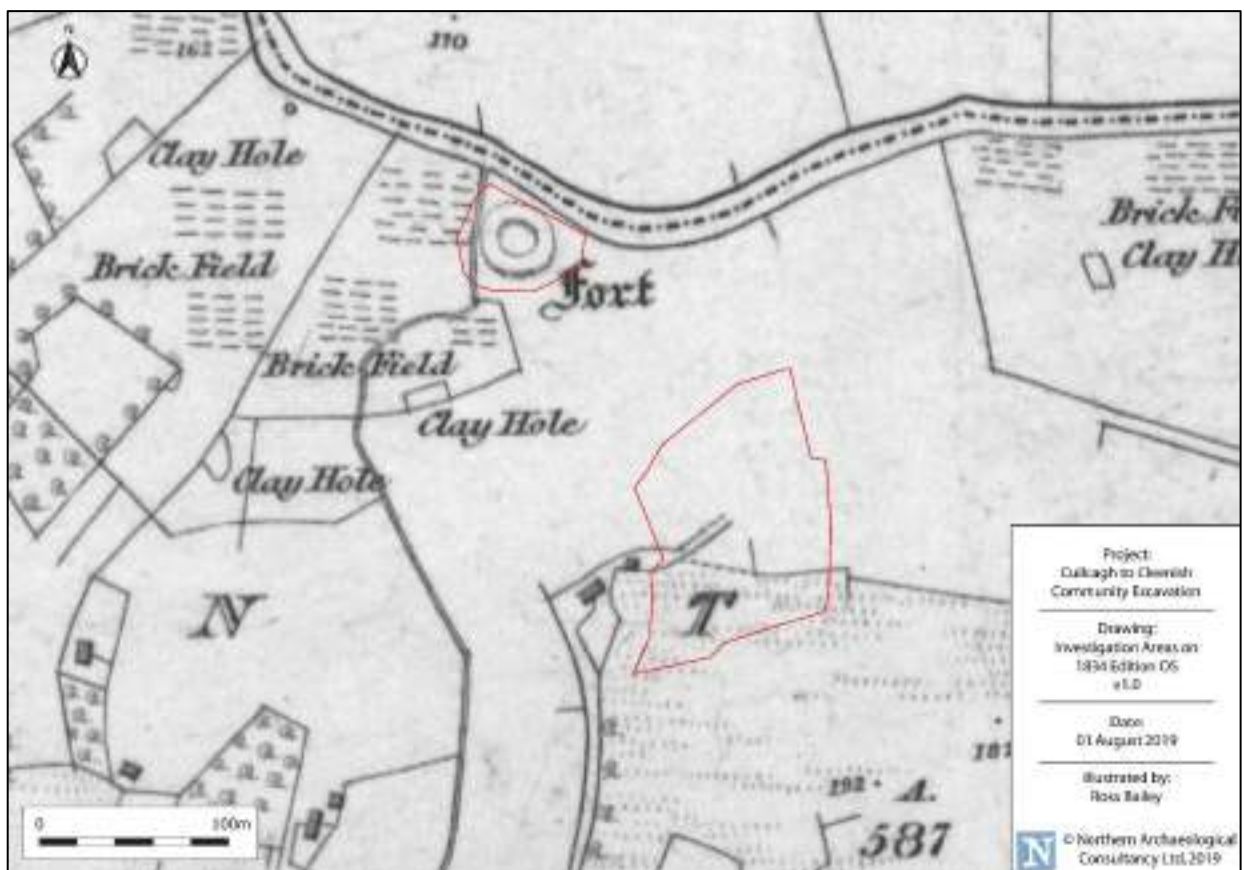 N
162
110
Clay Hole
Brick Field
Fort
Brick Field
Clay Hole
Clay Hole
Brick Fi
Clay H
N
T
192
A.
587
181
0 100m
Project:
Cuilcagh to Cleenish
Community Excavation
Drawing:
Investigation Areas on
1834 Edition OS
v1.0
Date:
01 August 2019
Illustrated by:
Ross Bailey
N
© Northern Archaeological
Consultancy Ltd.2019